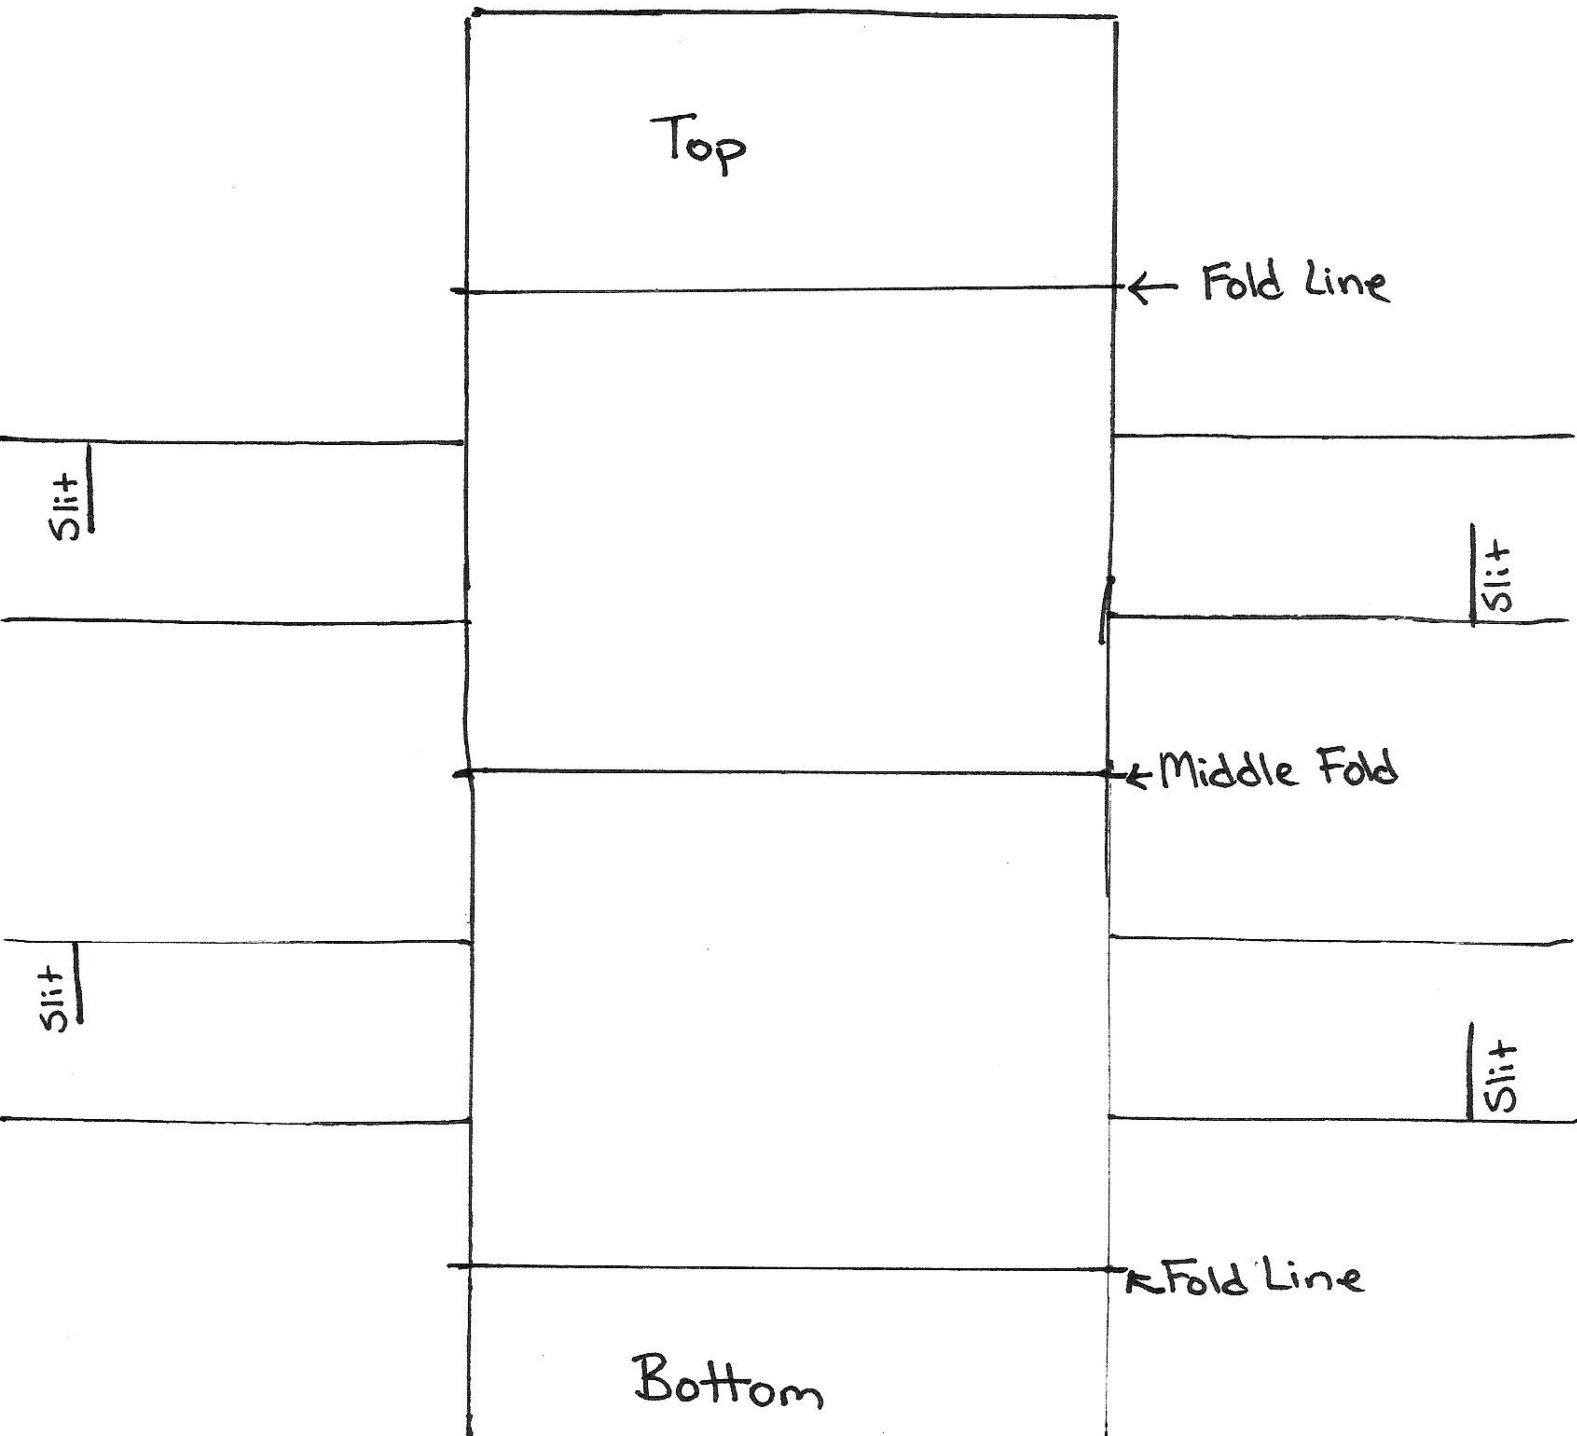 Top
← Fold Line
Slit
Slit
← Middle Fold
Slit
Slit
↖ Fold Line
Bottom